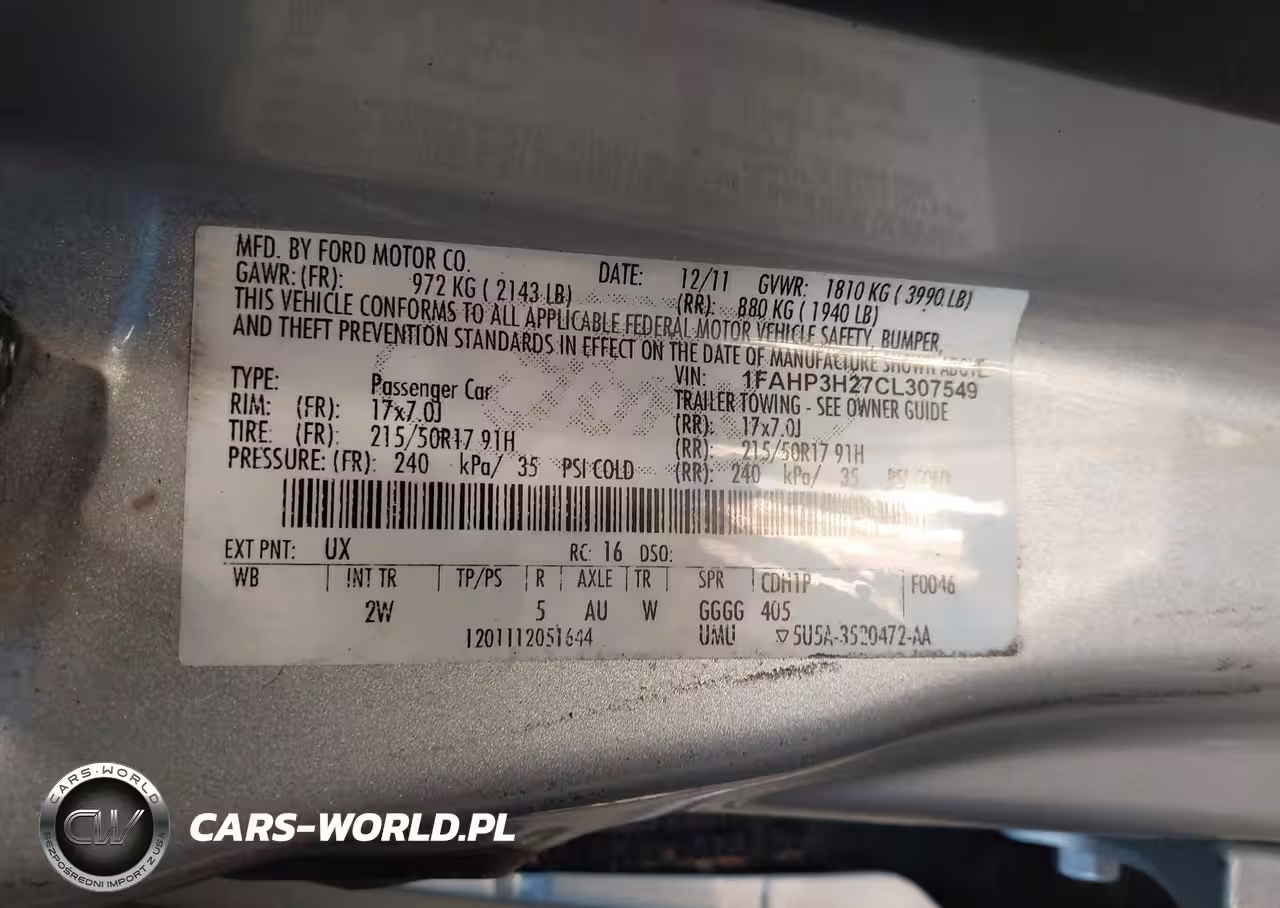 MFD. BY FORD MOTOR CO. DATE: 12/11 GVWR: 1810 KG ( 3990 LB)
GAWR: (FR): 972 KG ( 2143 LB) (RR): 880 KG ( 1940 LB)
THIS VEHICLE CONFORMS TO ALL APPLICABLE FEDERAL MOTOR VEHICLE SAFETY, BUMPER,
AND THEFT PREVENTION STANDARDS IN EFFECT ON THE DATE OF MANUFACTURE SHOWN ABOVE.
VIN: 1FAHP3H27CL307549
TYPE: Passenger Car TRAILER TOWING - SEE OWNER GUIDE
RIM: (FR): 17x7.0J (RR): 17x7.0J
TIRE: (FR): 215/50R17 91H (RR): 215/50R17 91H
PRESSURE: (FR): 240 kPa/ 35 PSI COLD (RR): 240 kPa/ 35 PSI COLD
EXT PNT: UX RC: 16 DSO:
WB INT TR TP/PS R AXLE TR SPR CDH1P F0046
2W 5 AU W GGGG 405
1201112051644 UMU ▽5U5A-3520472-AA
CARS-WORLD
CW
BEZPOŚREDNI IMPORT Z USA
CARS-WORLD.PL